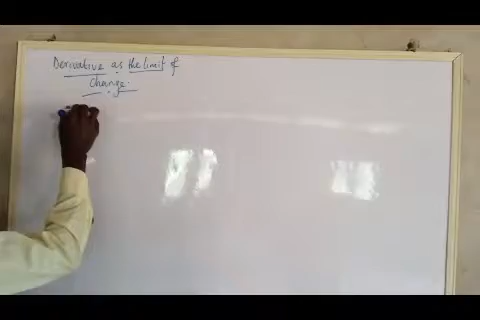 Derivative as the limit of
change.